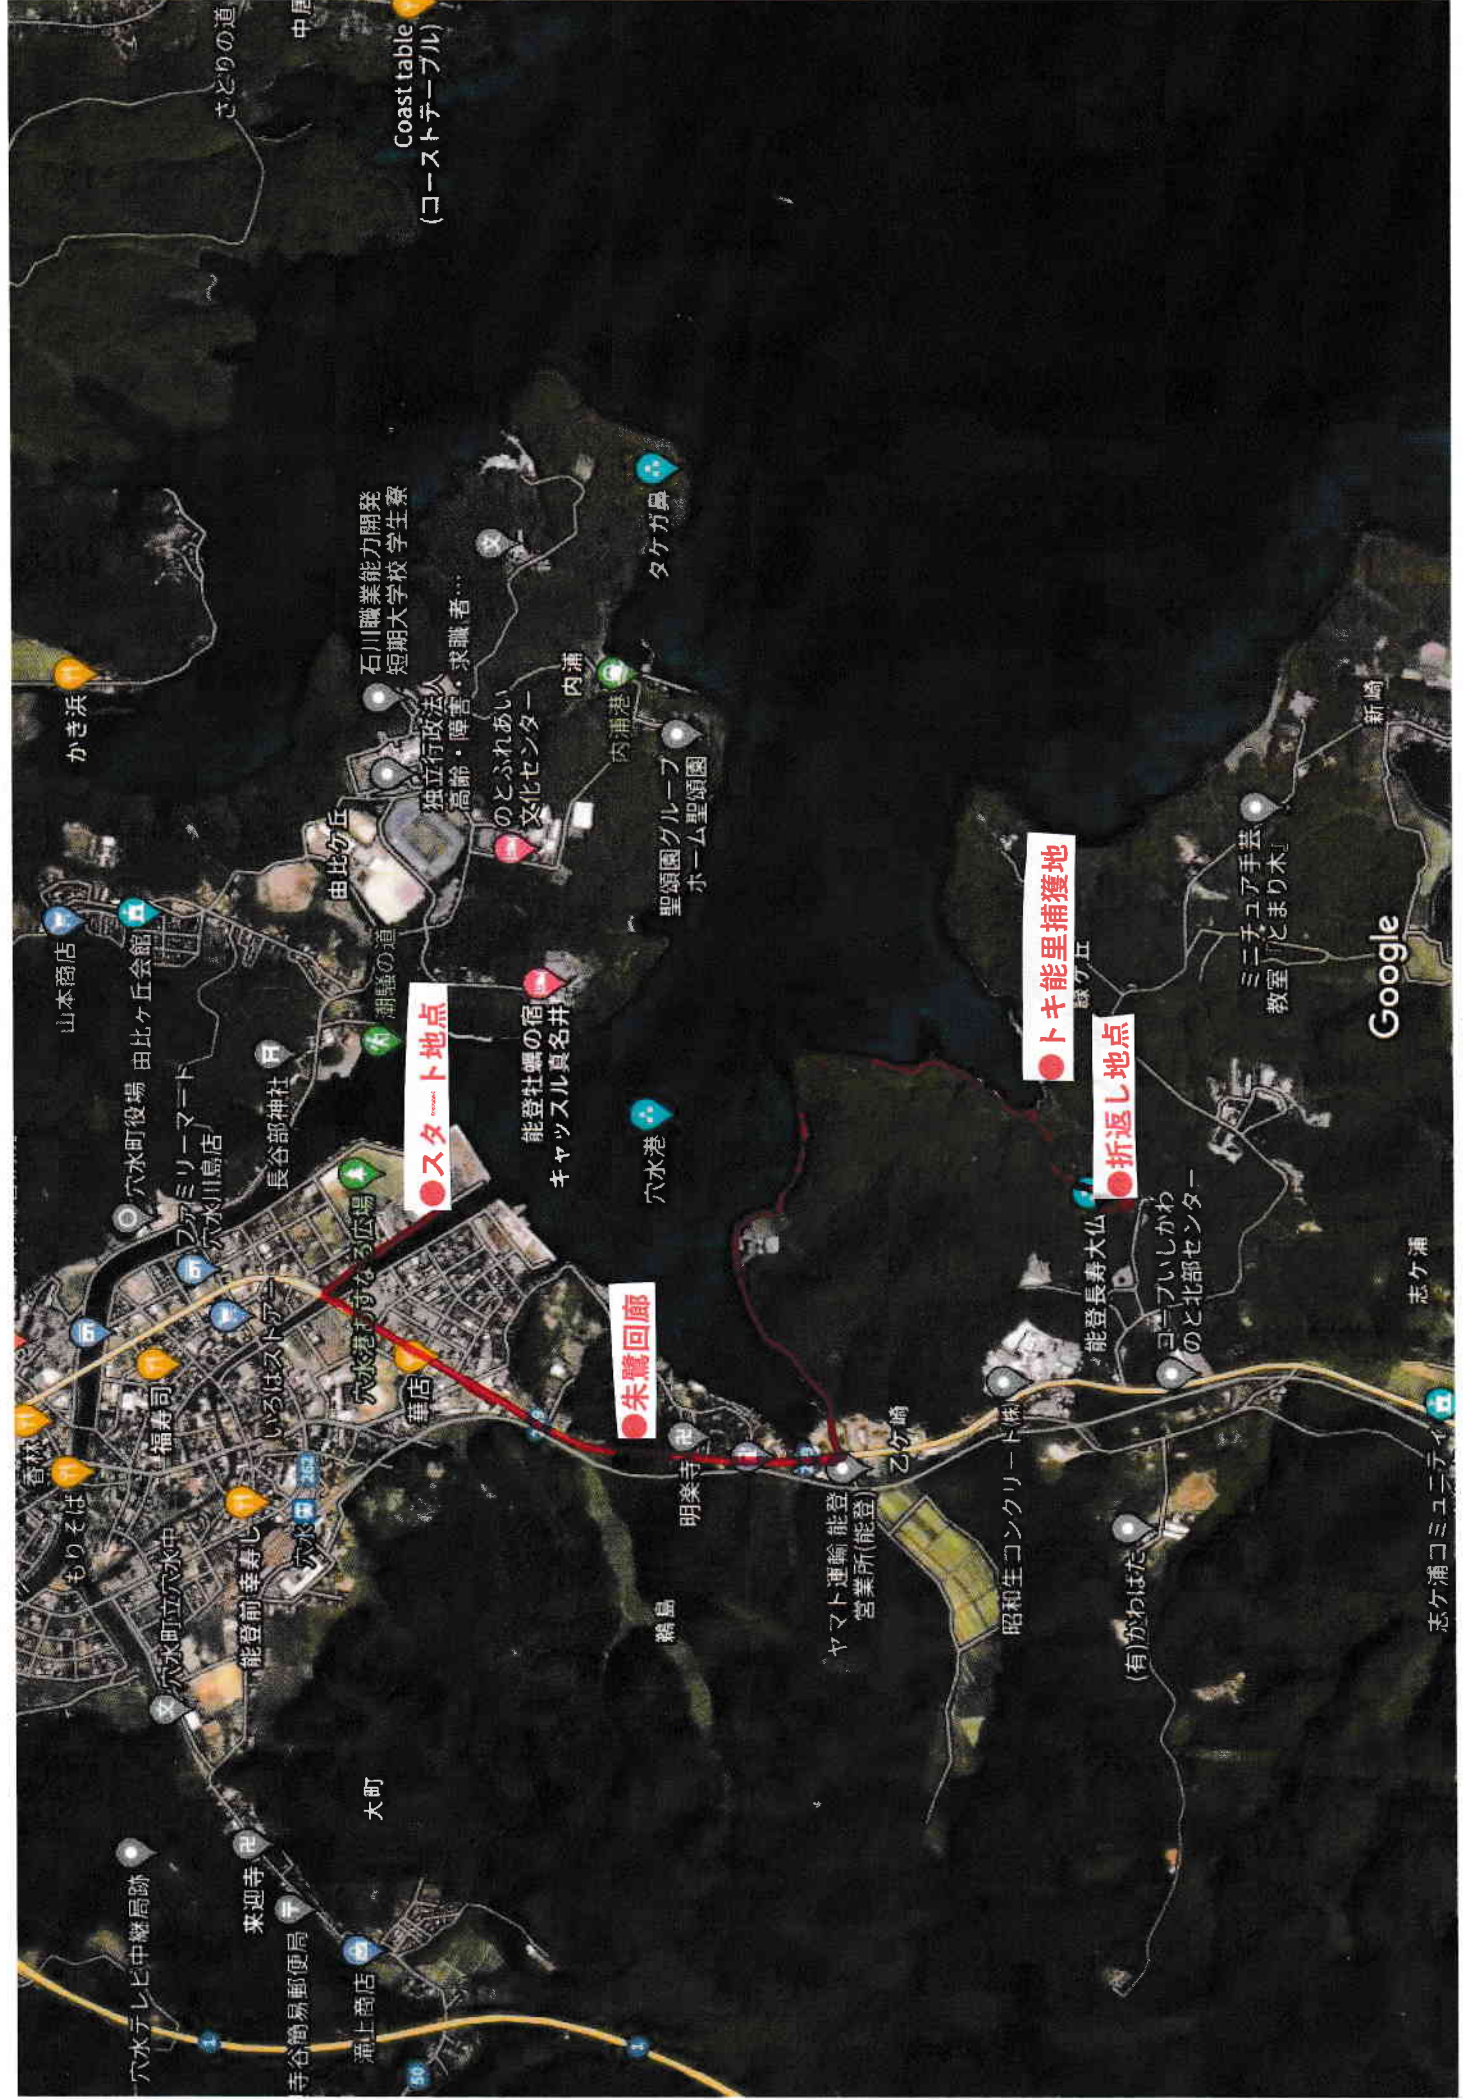 さとりの道
Coast table
(コーストテーブル)
かき浜
山本商店
由比ヶ丘会館
石川職業能力開発
短期大学校 学生寮
独立行政法人
高齢・障害・求職者…
由比ケ丘
のとふれあい
文化センター
内浦
内浦港
タケガ鼻
聖頌園グループ
ホーム聖頌園
潮騒の道
長谷部神社
穴水町役場
ファミリーマート
穴水川島店
●スタート地点
能登牡蠣の宿
キャッスル真名井
穴水港
穴水港あすなろ広場
いろはストアー
華店
福寿司
香林
もりそば
穴水町立穴水中
能登前 幸寿し
穴水
262
●朱鷺回廊
明楽寺
鵜島
ヤマト運輸 能登
営業所(能登)
乙ケ崎
昭和生コンクリート㈱
能登長寿大仏
コープいしかわ
のと北部センター
●トキ能里捕獲地
緑ケ丘
●折返し地点
ミニチュア手芸
教室『とまり木』
新崎
Google
志ケ浦
志ケ浦コミュニティ
(有)かわはた
大町
来迎寺
穴水テレビ中継局跡
寺谷簡易郵便局
滝上商店
1
1
50